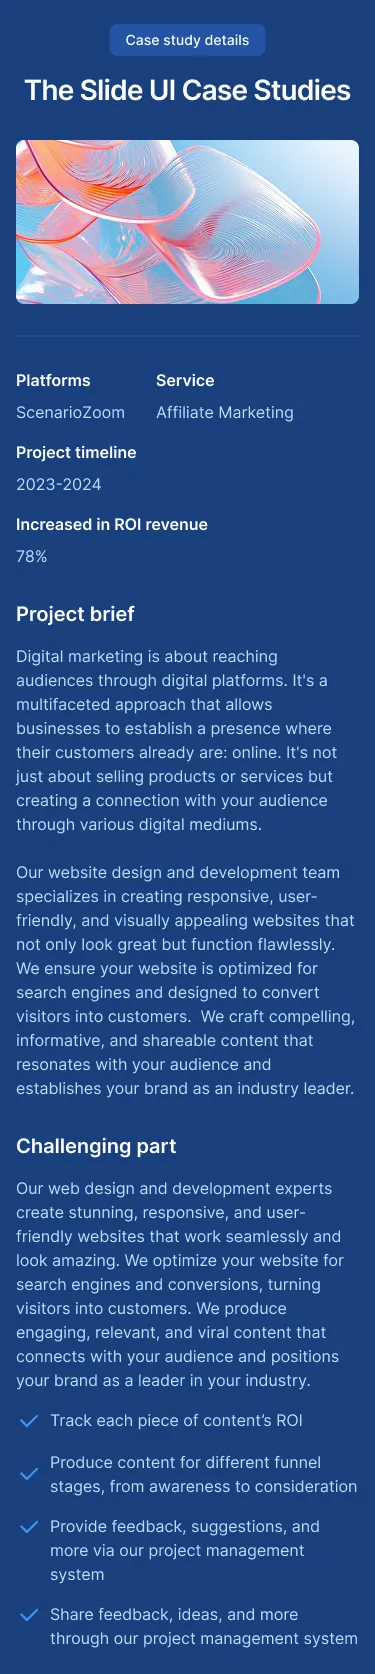 Case study details
The Slide UI Case Studies
Platforms
Service
ScenarioZoom
Affiliate Marketing
Project timeline
2023-2024
Increased in ROI revenue
78%
Project brief
Digital marketing is about reaching
audiences through digital platforms. It's a
multifaceted approach that allows
businesses to establish a presence where
their customers already are: online. It's not
just about selling products or services but
creating a connection with your audience
through various digital mediums.
Our website design and development team
specializes in creating responsive, user-
friendly, and visually appealing websites that
not only look great but function flawlessly.
We ensure your website is optimized for
search engines and designed to convert
visitors into customers.  We craft compelling,
informative, and shareable content that
resonates with your audience and
establishes your brand as an industry leader.
Challenging part
Our web design and development experts
create stunning, responsive, and user-
friendly websites that work seamlessly and
look amazing. We optimize your website for
search engines and conversions, turning
visitors into customers. We produce
engaging, relevant, and viral content that
connects with your audience and positions
your brand as a leader in your industry.
Track each piece of content’s ROI
Produce content for different funnel
stages, from awareness to consideration
Provide feedback, suggestions, and
more via our project management
system
Share feedback, ideas, and more
through our project management system